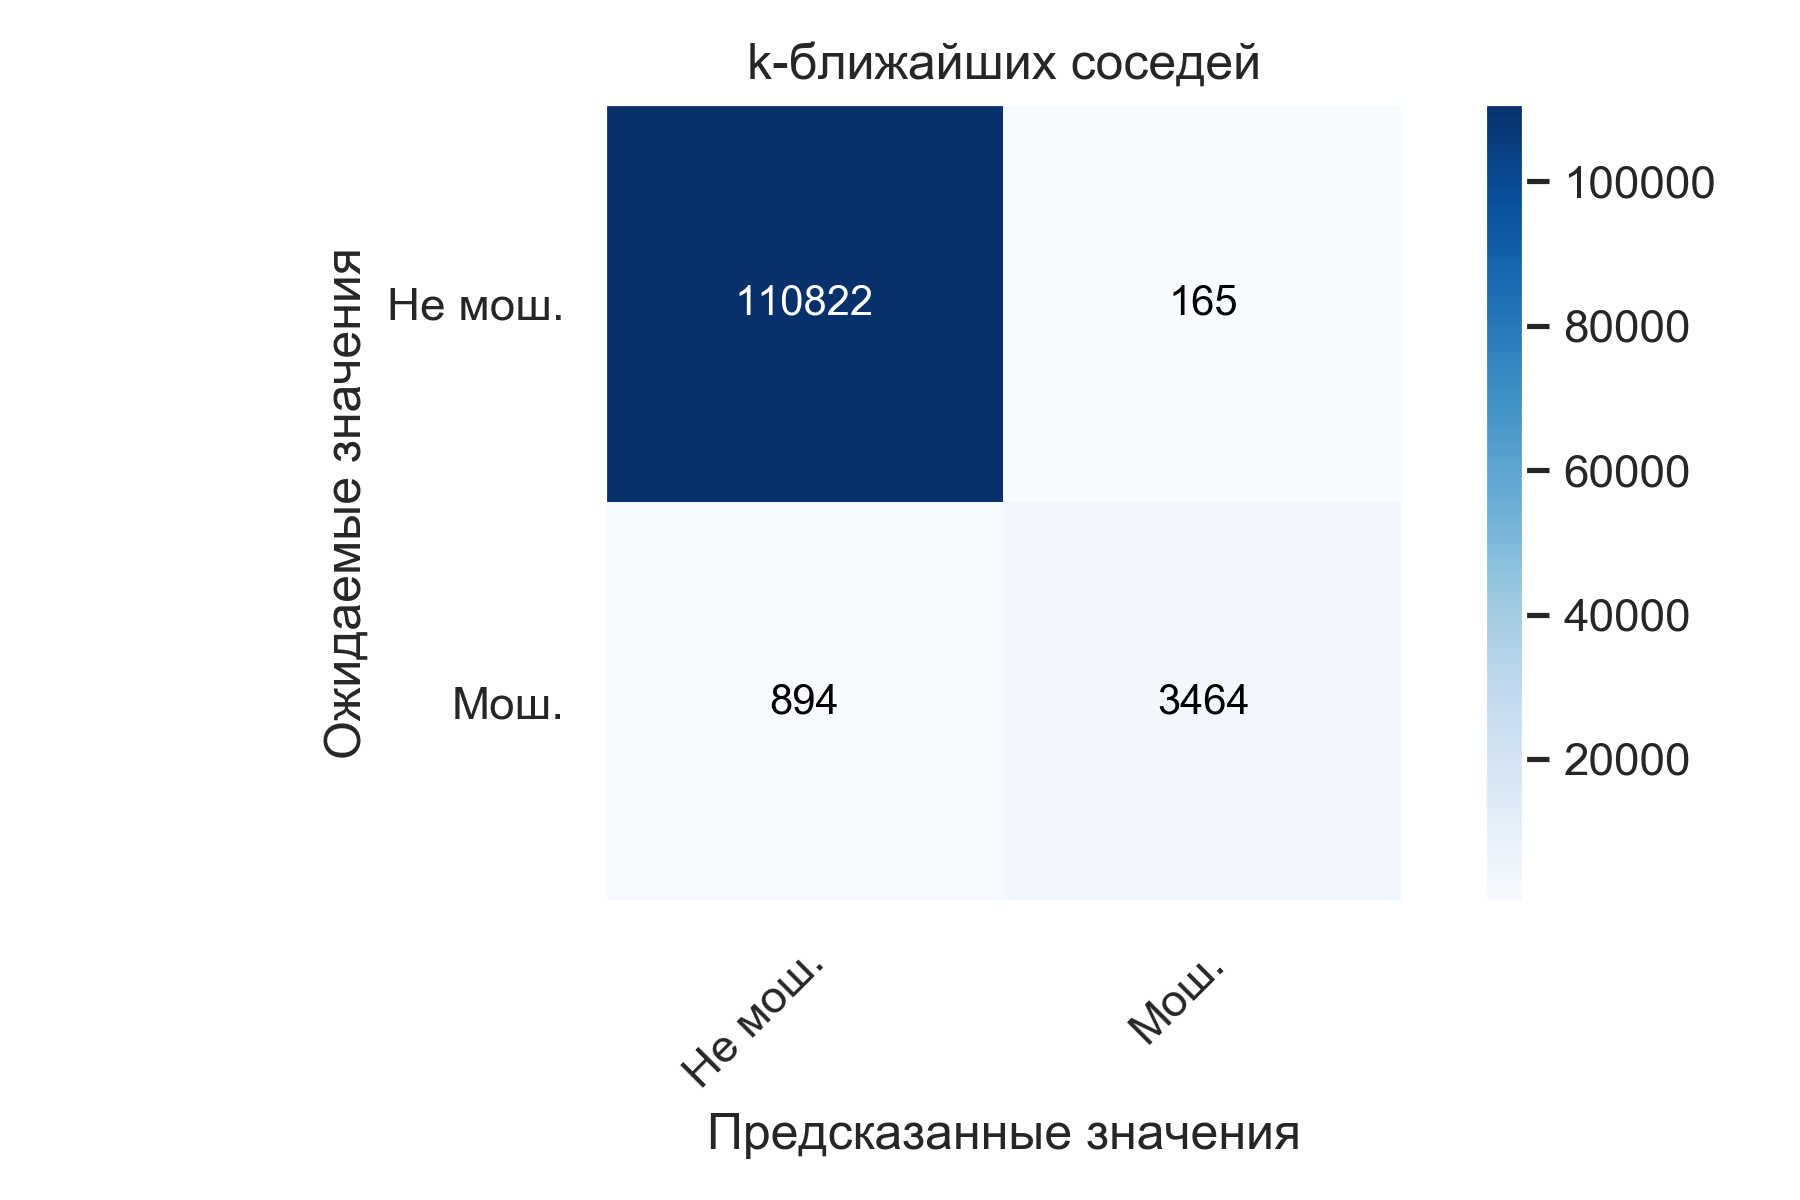 k-ближайших соседей
Ожидаемые значения
Не мош.
110822
165
Мош.
894
3464
100000
80000
60000
40000
20000
Не мош.
Мош.
Предсказанные значения